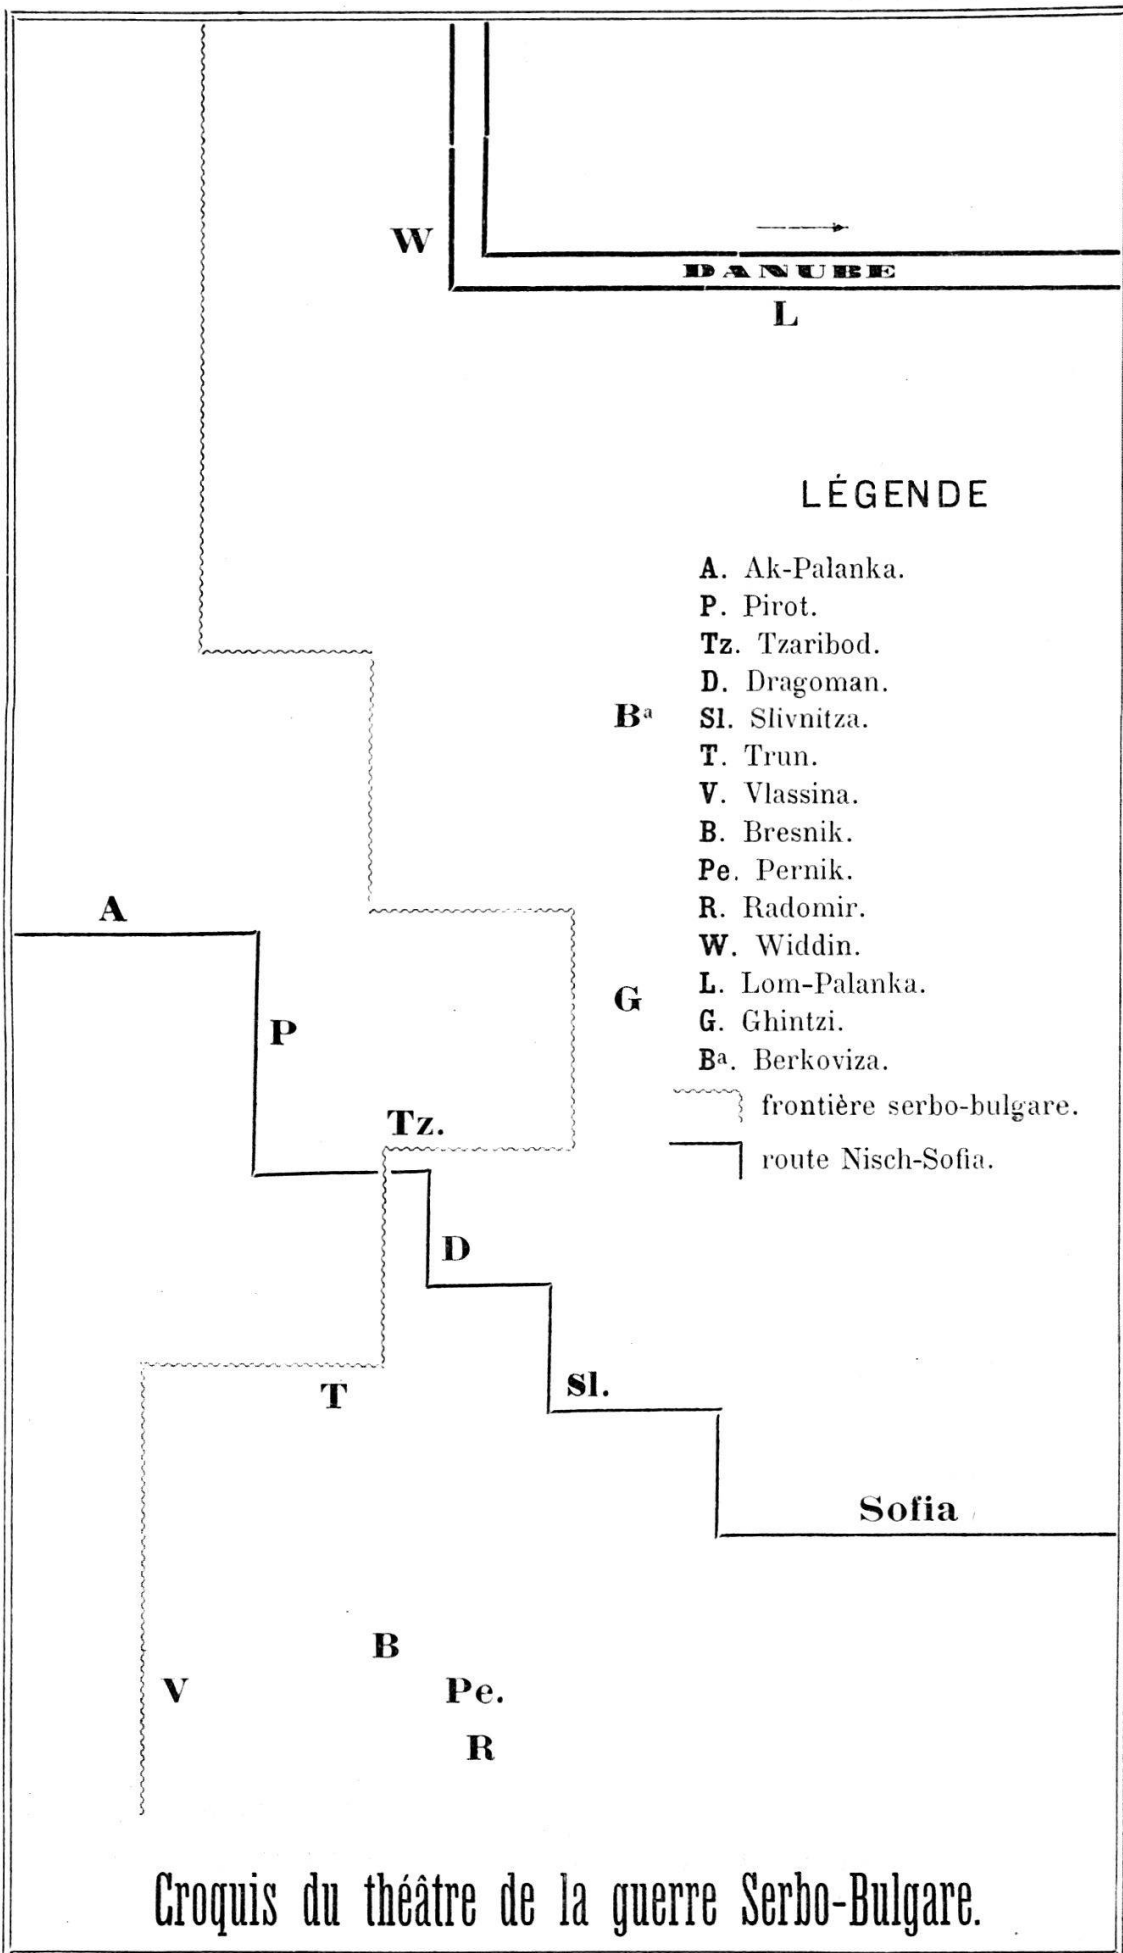 W
DANUBE
L
LÉGENDE
A. Ak-Palanka.
P. Pirot.
Tz. Tzaribod.
D. Dragoman.
Sl. Slivnitza.
T. Trun.
V. Vlassina.
B. Bresnik.
Pe. Pernik.
R. Radomir.
W. Widdin.
L. Lom-Palanka.
G. Ghintzi.
Bª. Berkoviza.
frontière serbo-bulgare.
route Nisch-Sofia.
Bª
A
G
P
Tz.
D
Sl.
T
Sofia
B
V
Pe.
R
Croquis du théâtre de la guerre Serbo-Bulgare.